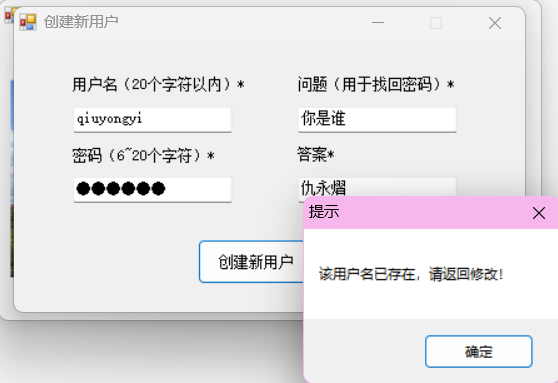 创建新用户
用户名（20个字符以内）*
问题（用于找回密码）*
qiuyongyi
你是谁
密码（6~20个字符）*
答案*
●●●●●●
仇永熠
创建新用户
提示
该用户名已存在，请返回修改！
确定